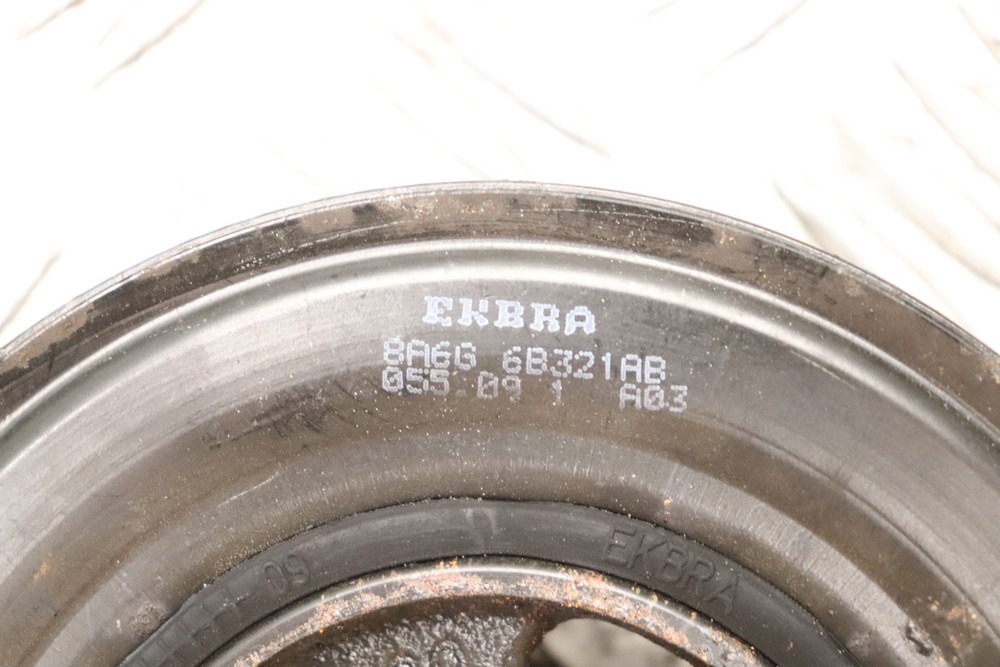 EKBRA
8A6G 6B321AB
055.09 1 A03
09
EKBRA